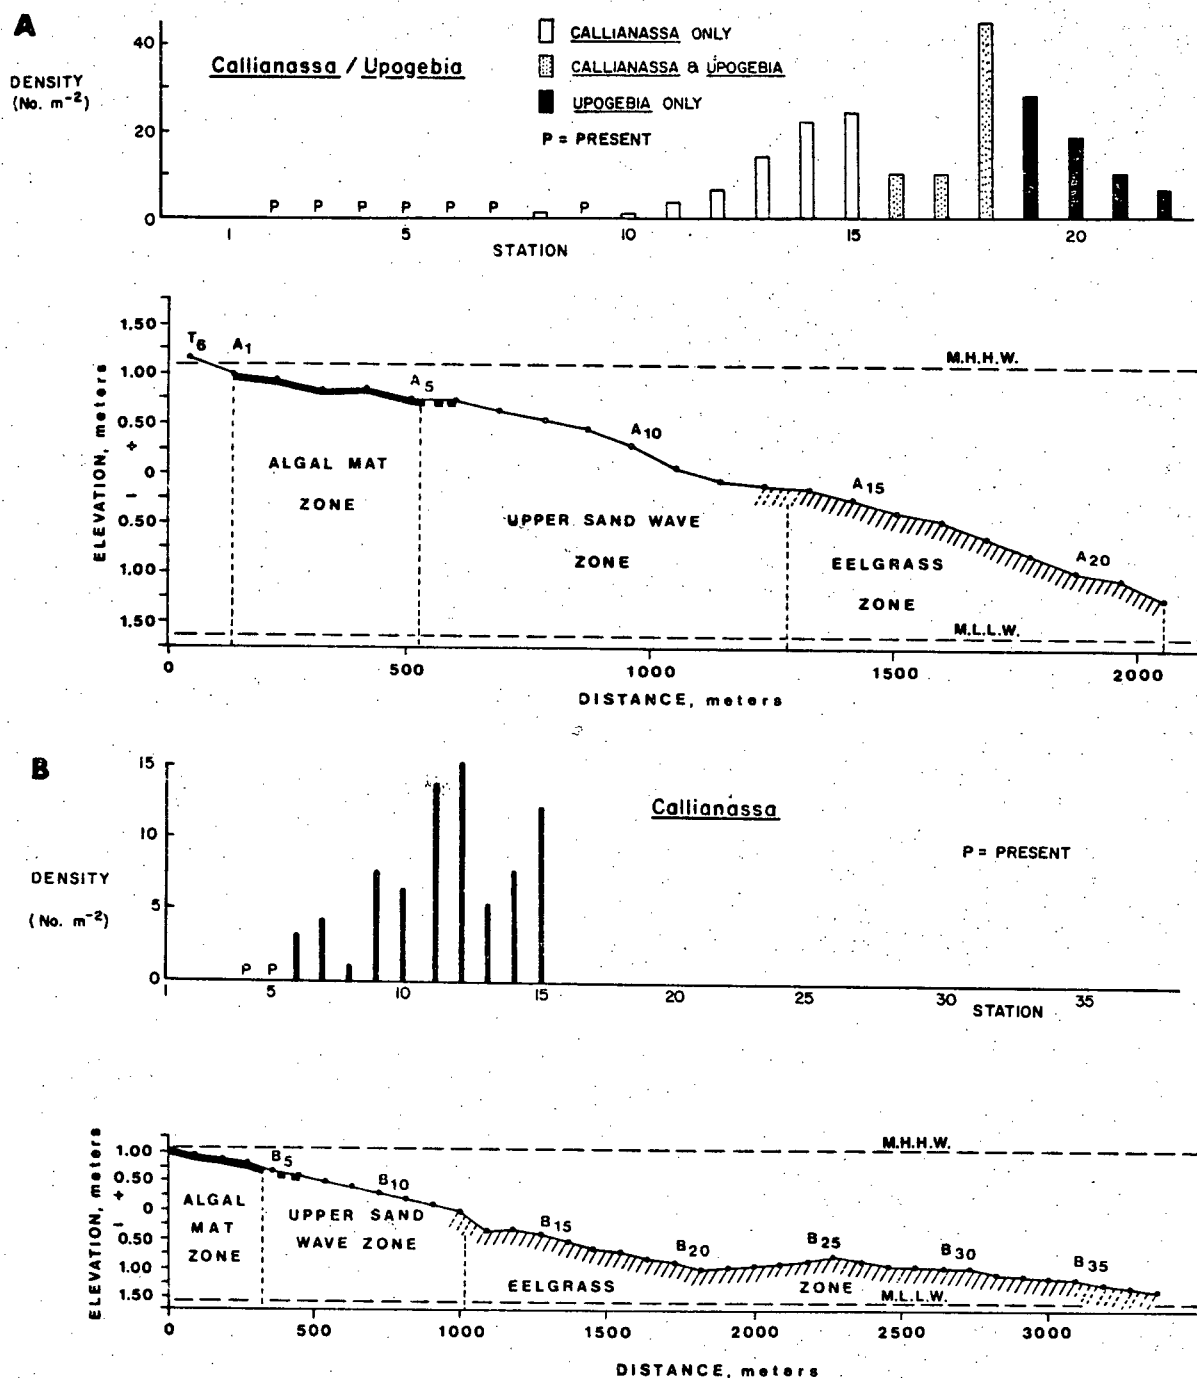 A
40
20
0
DENSITY
(No. m⁻²)
Callianassa / Upogebia
CALLIANASSA ONLY
CALLIANASSA & UPOGEBIA
UPOGEBIA ONLY
P = PRESENT
P P P P P P P
1 5 10 15 20
STATION
1.50
1.00
0.50
+
0
−
0.50
1.00
1.50
ELEVATION, meters
T6 A1 A5 A10 A15 A20
M.H.H.W.
ALGAL MAT
ZONE
UPPER SAND WAVE
ZONE
EELGRASS
ZONE
M.L.L.W.
0 500 1000 1500 2000
DISTANCE, meters
B
15
10
5
0
DENSITY
(No. m⁻²)
Callianassa
P = PRESENT
P P
1 5 10 15 20 25 30 35
STATION
1.00
0.50
+
0
−
0.50
1.00
1.50
ELEVATION, meters
M.H.H.W.
B5 B10 B15 B20 B25 B30 B35
ALGAL
MAT
ZONE
UPPER SAND
WAVE ZONE
EELGRASS ZONE
M.L.L.W.
0 500 1000 1500 2000 2500 3000
DISTANCE, meters